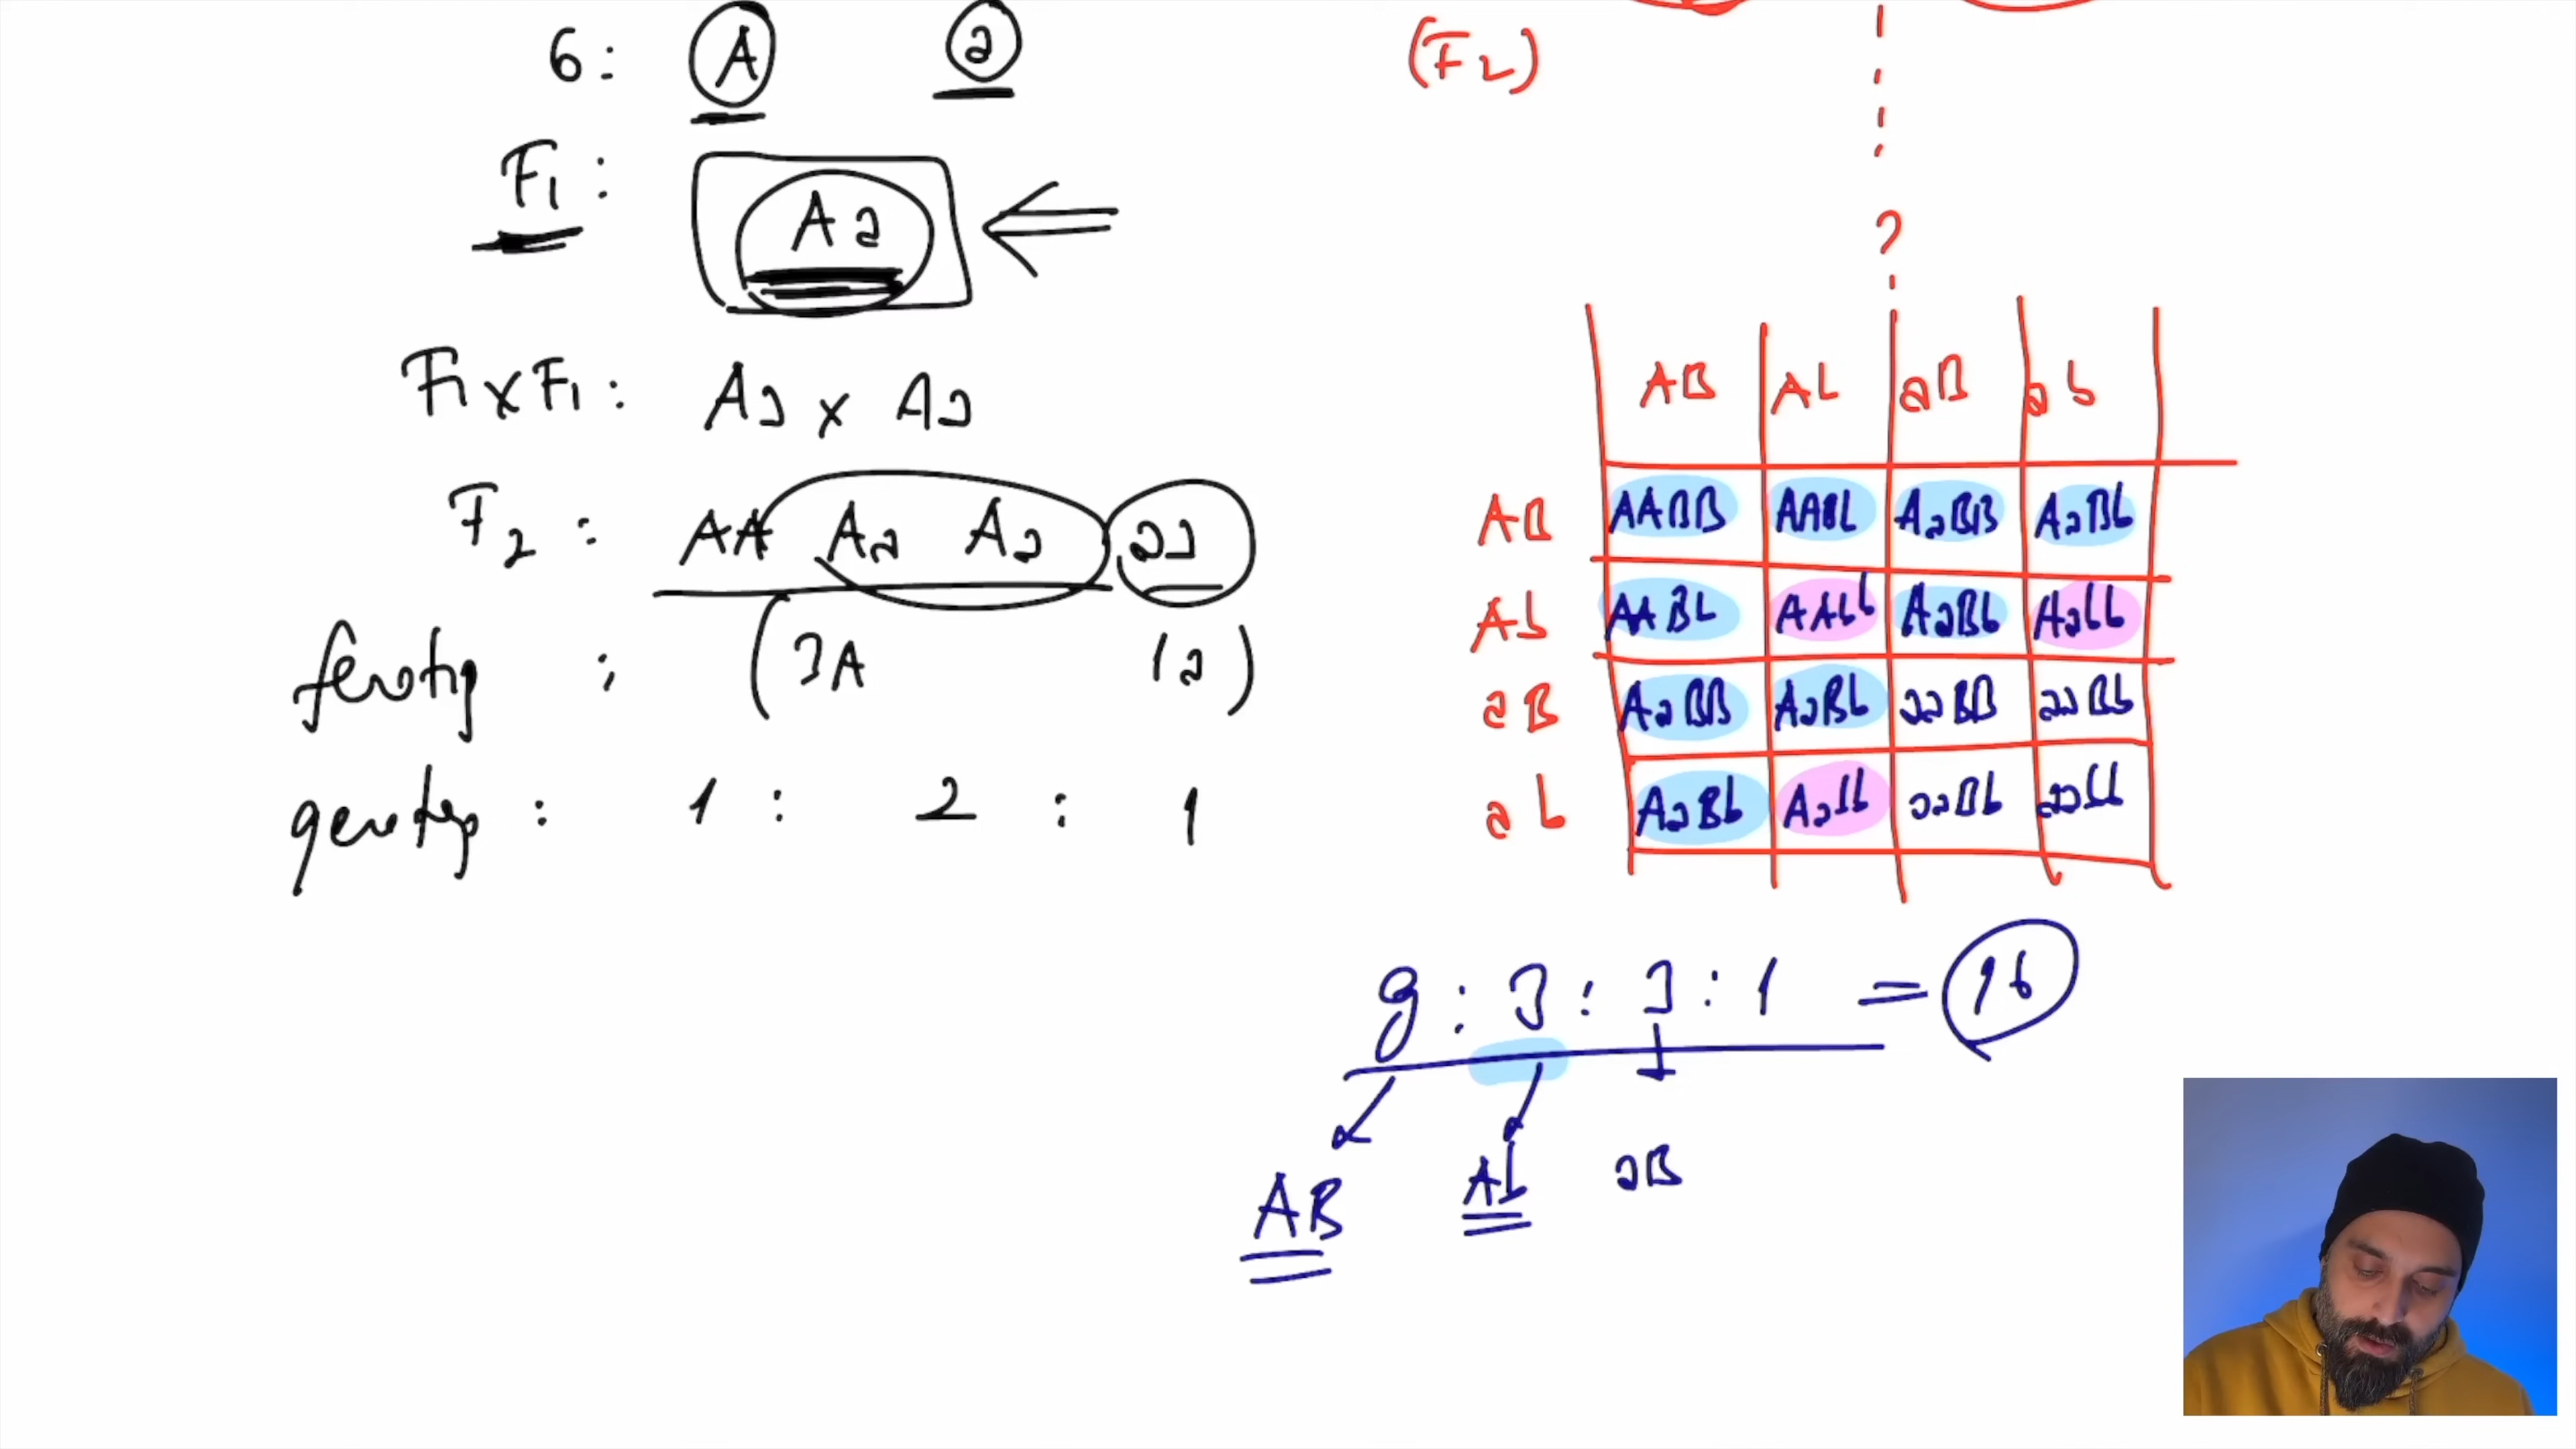 6: A a
F1: Aa
F1xF1: Aa x Aa
F2: AA Aa Aa aa
fenotip : (3A 1a)
genotip : 1 : 2 : 1
(F2)
?
AB Ab aB ab
AB AABB AABb AaBB AaBb
Ab AABb AAbb AaBb Aabb
aB AaBB AaBb aaBB aaBb
ab AaBb Aabb aaBb aabb
9 : 3 : 3 : 1 = 16
AB Ab aB